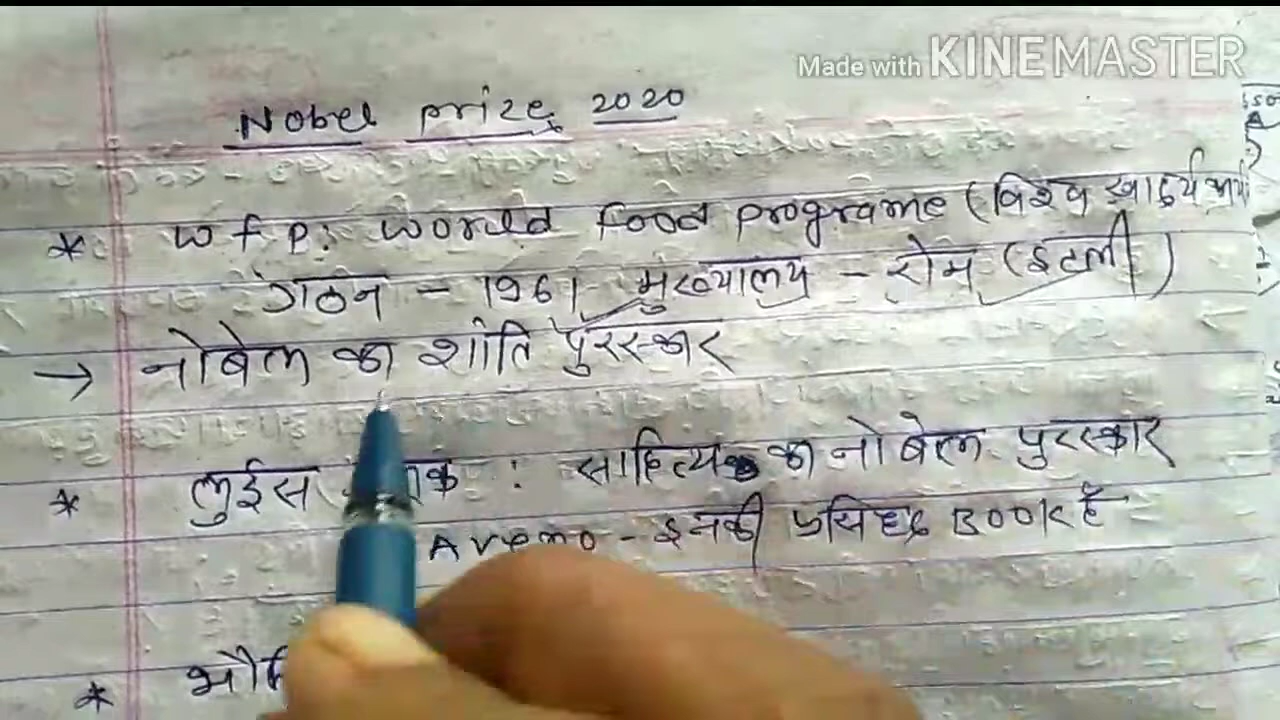 Made with KINEMASTER
Nobel prize 2020
* W f P: World food programe (विश्व खाद्य
गठन - 1961 मुख्यालय - रोम (इटली)
→ नोबेल का शांति पुरस्कार
* लुईस : साहित्य का नोबेल पुरस्कार
Averno - इनकी प्रसिद्ध Book है
*